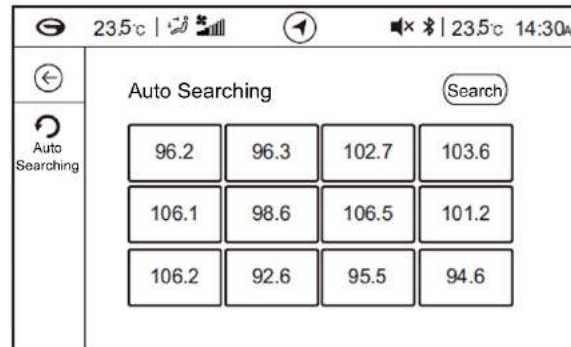 23.5°C 23.5°C 14:30A
Auto Searching Search
Auto
Searching
96.2 96.3 102.7 103.6
106.1 98.6 106.5 101.2
106.2 92.6 95.5 94.6